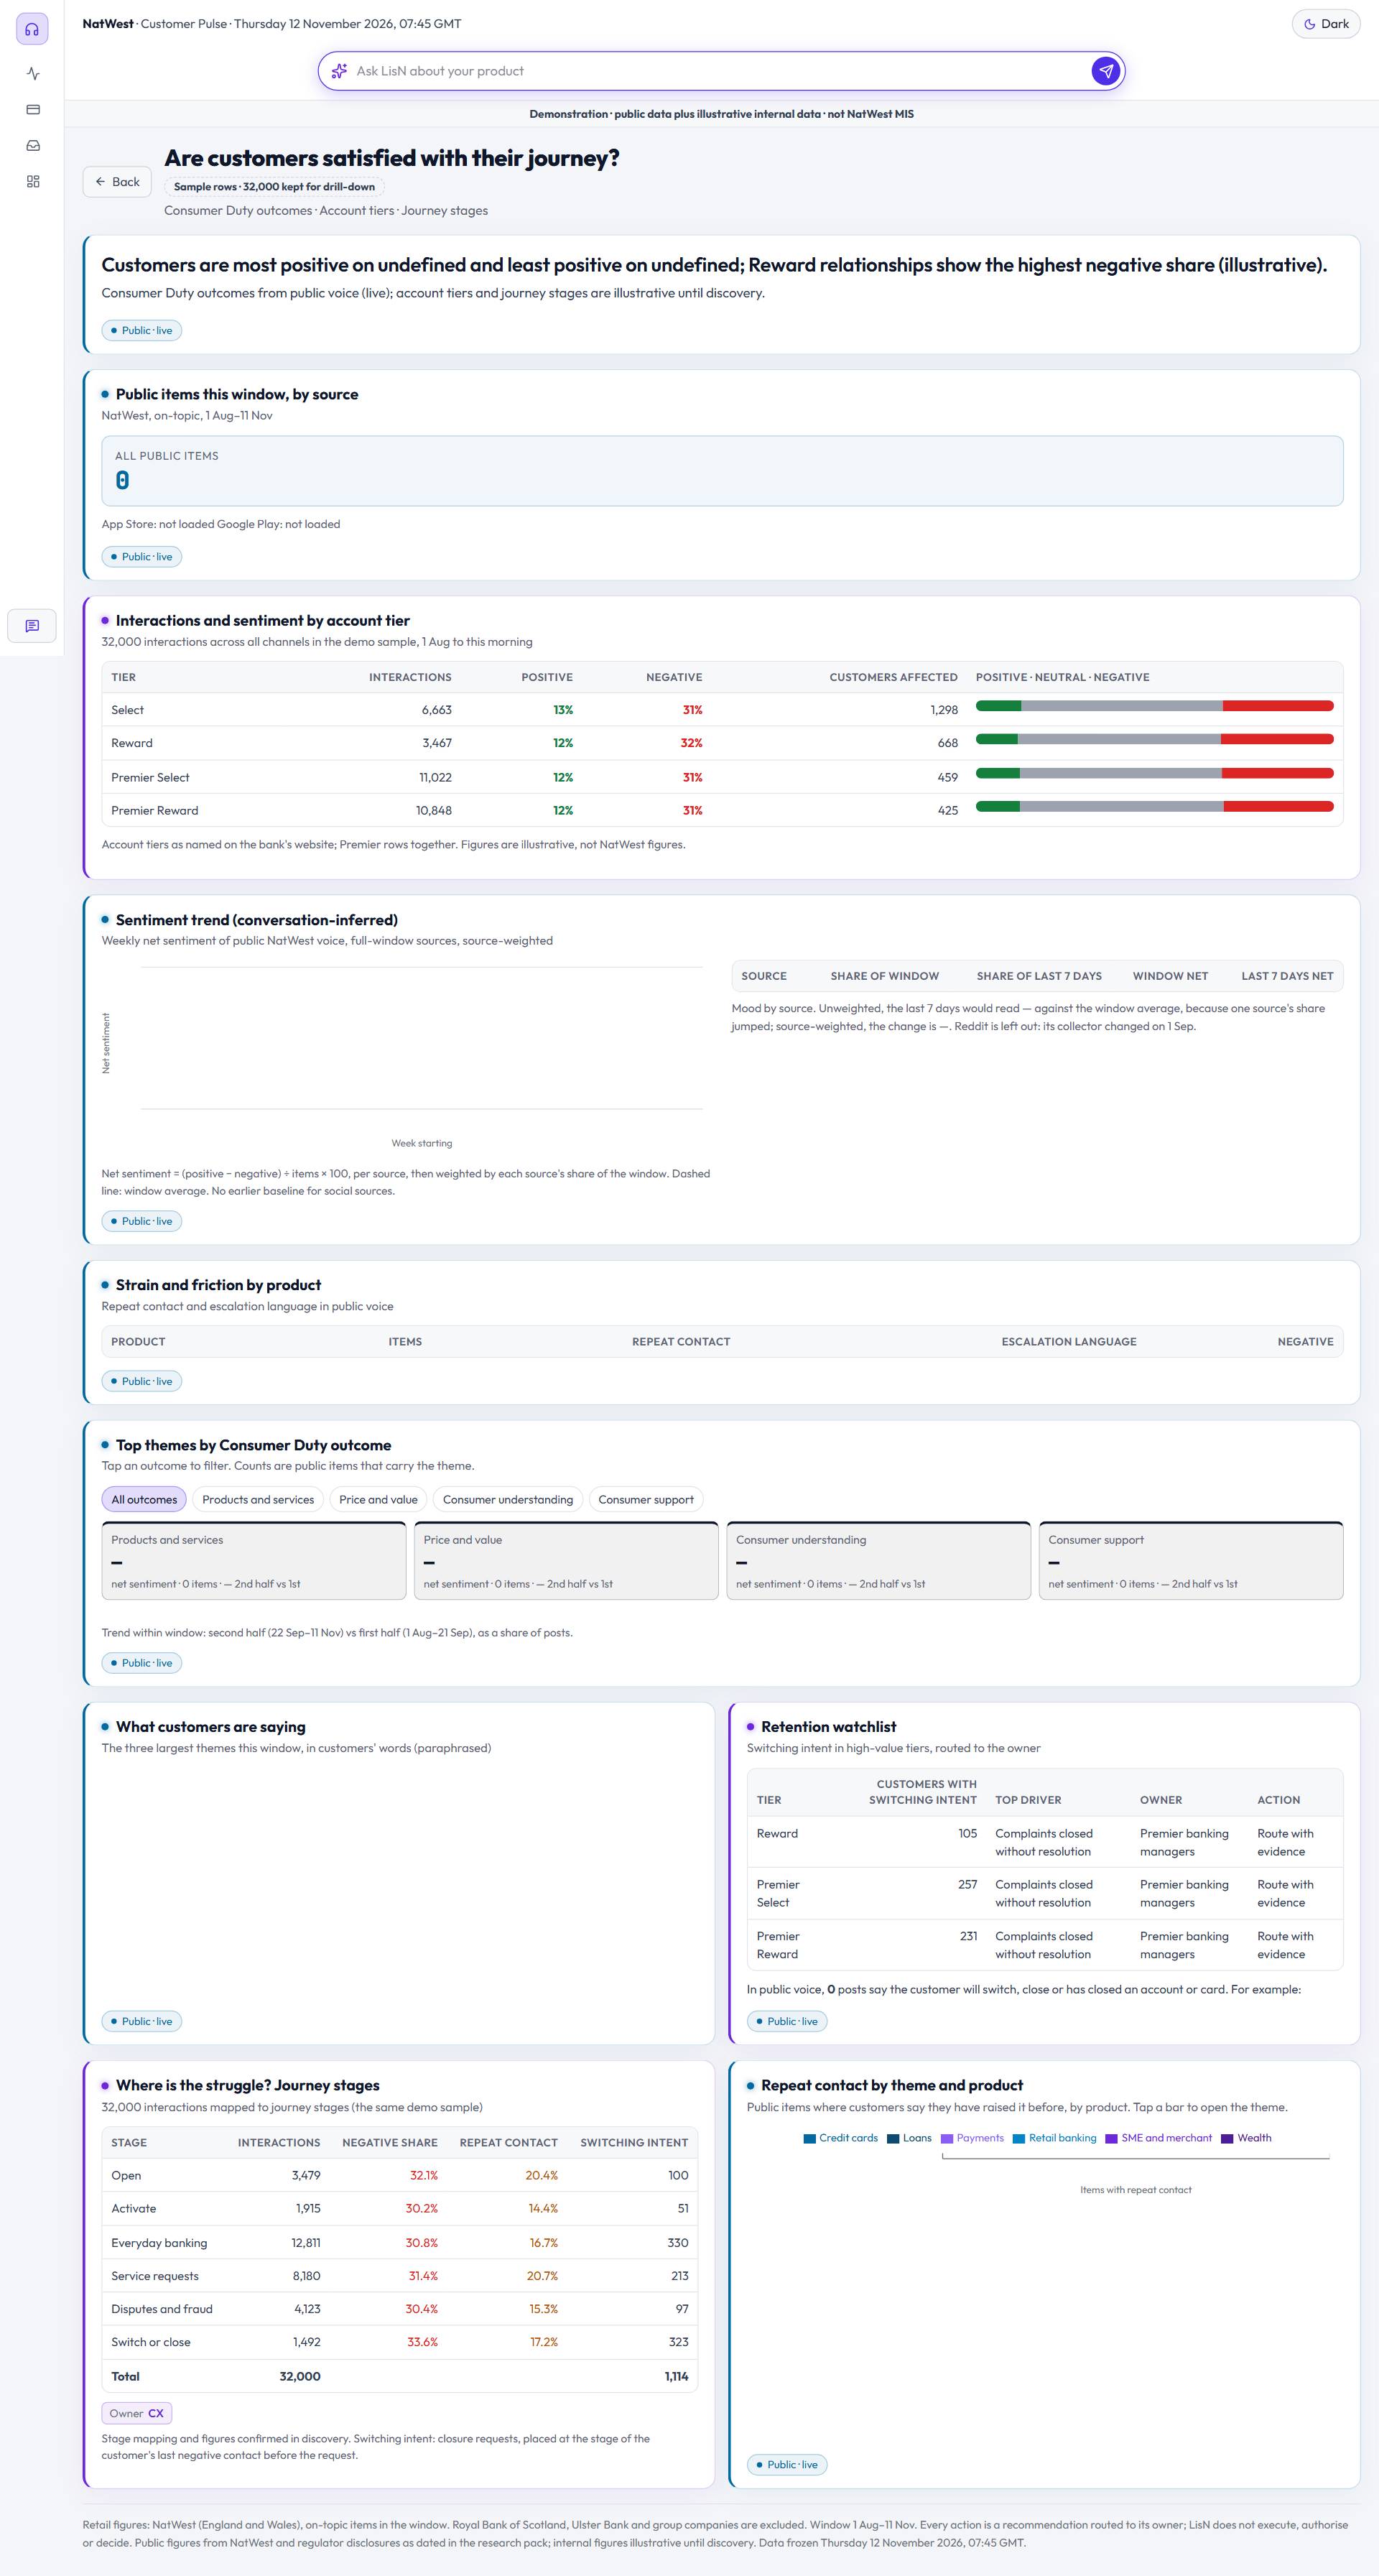 NatWest · Customer Pulse · Thursday 12 November 2026, 07:45 GMT
Dark
Ask LisN about your product
Demonstration · public data plus illustrative internal data · not NatWest MIS
Back
Are customers satisfied with their journey?
Sample rows · 32,000 kept for drill-down
Consumer Duty outcomes · Account tiers · Journey stages
Customers are most positive on undefined and least positive on undefined; Reward relationships show the highest negative share (illustrative).
Consumer Duty outcomes from public voice (live); account tiers and journey stages are illustrative until discovery.
Public · live
Public items this window, by source
NatWest, on-topic, 1 Aug–11 Nov
ALL PUBLIC ITEMS
0
App Store: not loaded Google Play: not loaded
Public · live
Interactions and sentiment by account tier
32,000 interactions across all channels in the demo sample, 1 Aug to this morning
TIER INTERACTIONS POSITIVE NEGATIVE CUSTOMERS AFFECTED POSITIVE · NEUTRAL · NEGATIVE
Select 6,663 13% 31% 1,298
Reward 3,467 12% 32% 668
Premier Select 11,022 12% 31% 459
Premier Reward 10,848 12% 31% 425
Account tiers as named on the bank's website; Premier rows together. Figures are illustrative, not NatWest figures.
Sentiment trend (conversation-inferred)
Weekly net sentiment of public NatWest voice, full-window sources, source-weighted
Net sentiment
Week starting
Net sentiment = (positive − negative) ÷ items × 100, per source, then weighted by each source's share of the window. Dashed
line: window average. No earlier baseline for social sources.
SOURCE SHARE OF WINDOW SHARE OF LAST 7 DAYS WINDOW NET LAST 7 DAYS NET
Mood by source. Unweighted, the last 7 days would read — against the window average, because one source's share
jumped; source-weighted, the change is —. Reddit is left out: its collector changed on 1 Sep.
Public · live
Strain and friction by product
Repeat contact and escalation language in public voice
PRODUCT ITEMS REPEAT CONTACT ESCALATION LANGUAGE NEGATIVE
Public · live
Top themes by Consumer Duty outcome
Tap an outcome to filter. Counts are public items that carry the theme.
All outcomes Products and services Price and value Consumer understanding Consumer support
Products and services
—
net sentiment · 0 items · — 2nd half vs 1st
Price and value
—
net sentiment · 0 items · — 2nd half vs 1st
Consumer understanding
—
net sentiment · 0 items · — 2nd half vs 1st
Consumer support
—
net sentiment · 0 items · — 2nd half vs 1st
Trend within window: second half (22 Sep–11 Nov) vs first half (1 Aug–21 Sep), as a share of posts.
Public · live
What customers are saying
The three largest themes this window, in customers' words (paraphrased)
Public · live
Retention watchlist
Switching intent in high-value tiers, routed to the owner
CUSTOMERS WITH
TIER SWITCHING INTENT TOP DRIVER OWNER ACTION
Reward 105 Complaints closed Premier banking Route with
without resolution managers evidence
Premier 257 Complaints closed Premier banking Route with
Select without resolution managers evidence
Premier 231 Complaints closed Premier banking Route with
Reward without resolution managers evidence
In public voice, 0 posts say the customer will switch, close or has closed an account or card. For example:
Public · live
Where is the struggle? Journey stages
32,000 interactions mapped to journey stages (the same demo sample)
STAGE INTERACTIONS NEGATIVE SHARE REPEAT CONTACT SWITCHING INTENT
Open 3,479 32.1% 20.4% 100
Activate 1,915 30.2% 14.4% 51
Everyday banking 12,811 30.8% 16.7% 330
Service requests 8,180 31.4% 20.7% 213
Disputes and fraud 4,123 30.4% 15.3% 97
Switch or close 1,492 33.6% 17.2% 323
Total 32,000 1,114
Owner CX
Stage mapping and figures confirmed in discovery. Switching intent: closure requests, placed at the stage of the
customer's last negative contact before the request.
Repeat contact by theme and product
Public items where customers say they have raised it before, by product. Tap a bar to open the theme.
Credit cards Loans Payments Retail banking SME and merchant Wealth
Items with repeat contact
Public · live
Retail figures: NatWest (England and Wales), on-topic items in the window. Royal Bank of Scotland, Ulster Bank and group companies are excluded. Window 1 Aug–11 Nov. Every action is a recommendation routed to its owner; LisN does not execute, authorise
or decide. Public figures from NatWest and regulator disclosures as dated in the research pack; internal figures illustrative until discovery. Data frozen Thursday 12 November 2026, 07:45 GMT.